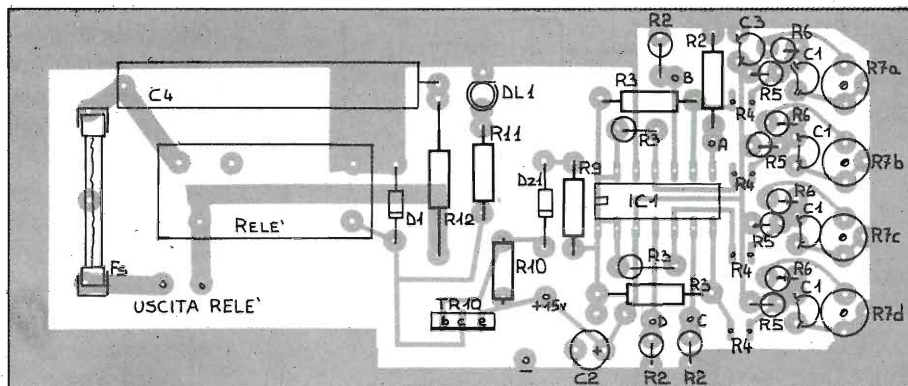 R2
R2
C3
R6
C1
R7a
C4
DL1
R3
B
R5
R4
R11
R3
A
R6
C1
R7b
R5
R4
RELE'
D1
R12
Dz1
R9
IC1
R6
C1
R7c
R5
R4
FS
R10
R3
R3
R6
C1
R7d
R5
R4
USCITA RELE'
TR10
b c e
+15V
D
C
+
C2
R2
R2
-